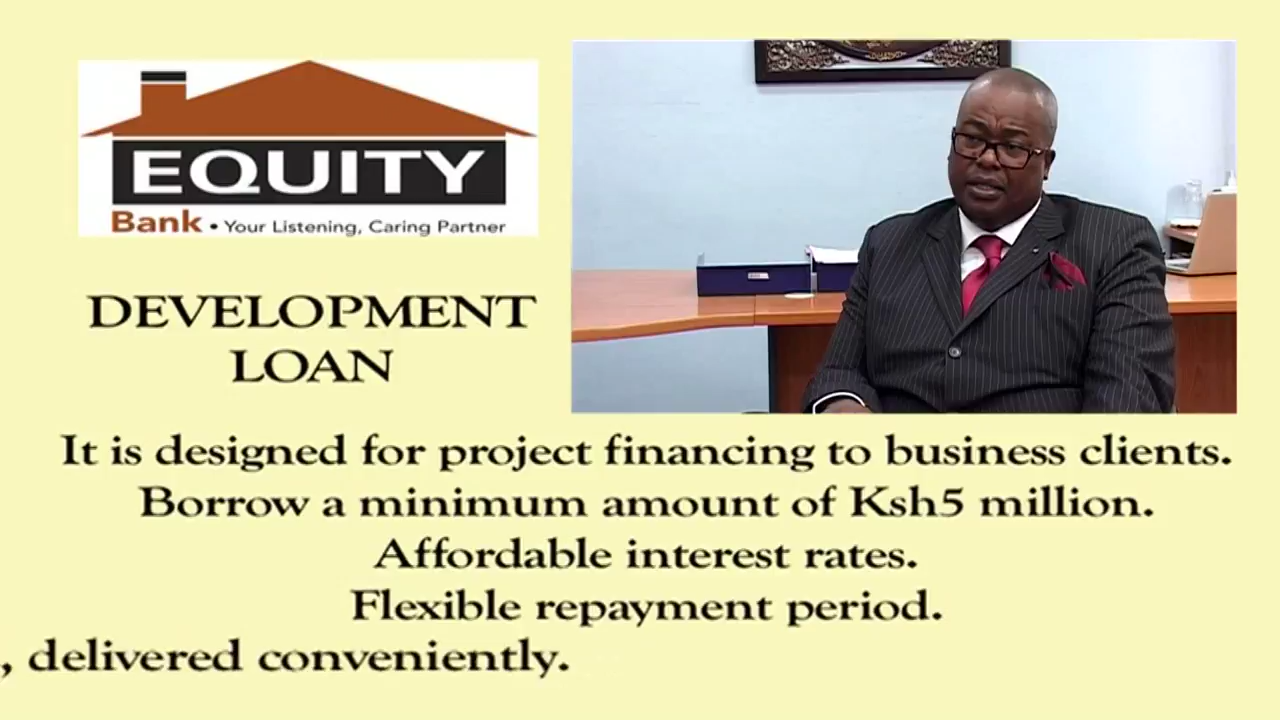 EQUITY
Bank • Your Listening, Caring Partner
DEVELOPMENT
LOAN
It is designed for project financing to business clients.
Borrow a minimum amount of Ksh5 million.
Affordable interest rates.
Flexible repayment period.
, delivered conveniently.